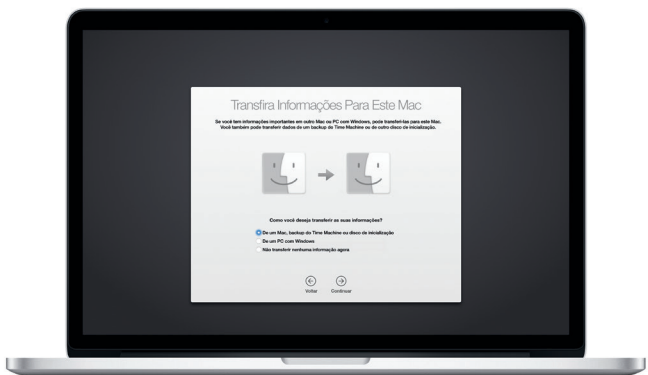 Transfira Informações Para Este Mac
Se você tem informações importantes em outro Mac ou PC com Windows, pode transferi-las para este Mac.
Você também pode transferir dados de um backup do Time Machine ou de outro disco de inicialização.
Como você deseja transferir as suas informações?
De um Mac, backup do Time Machine ou disco de inicialização
De um PC com Windows
Não transferir nenhuma informação agora
Voltar Continuar